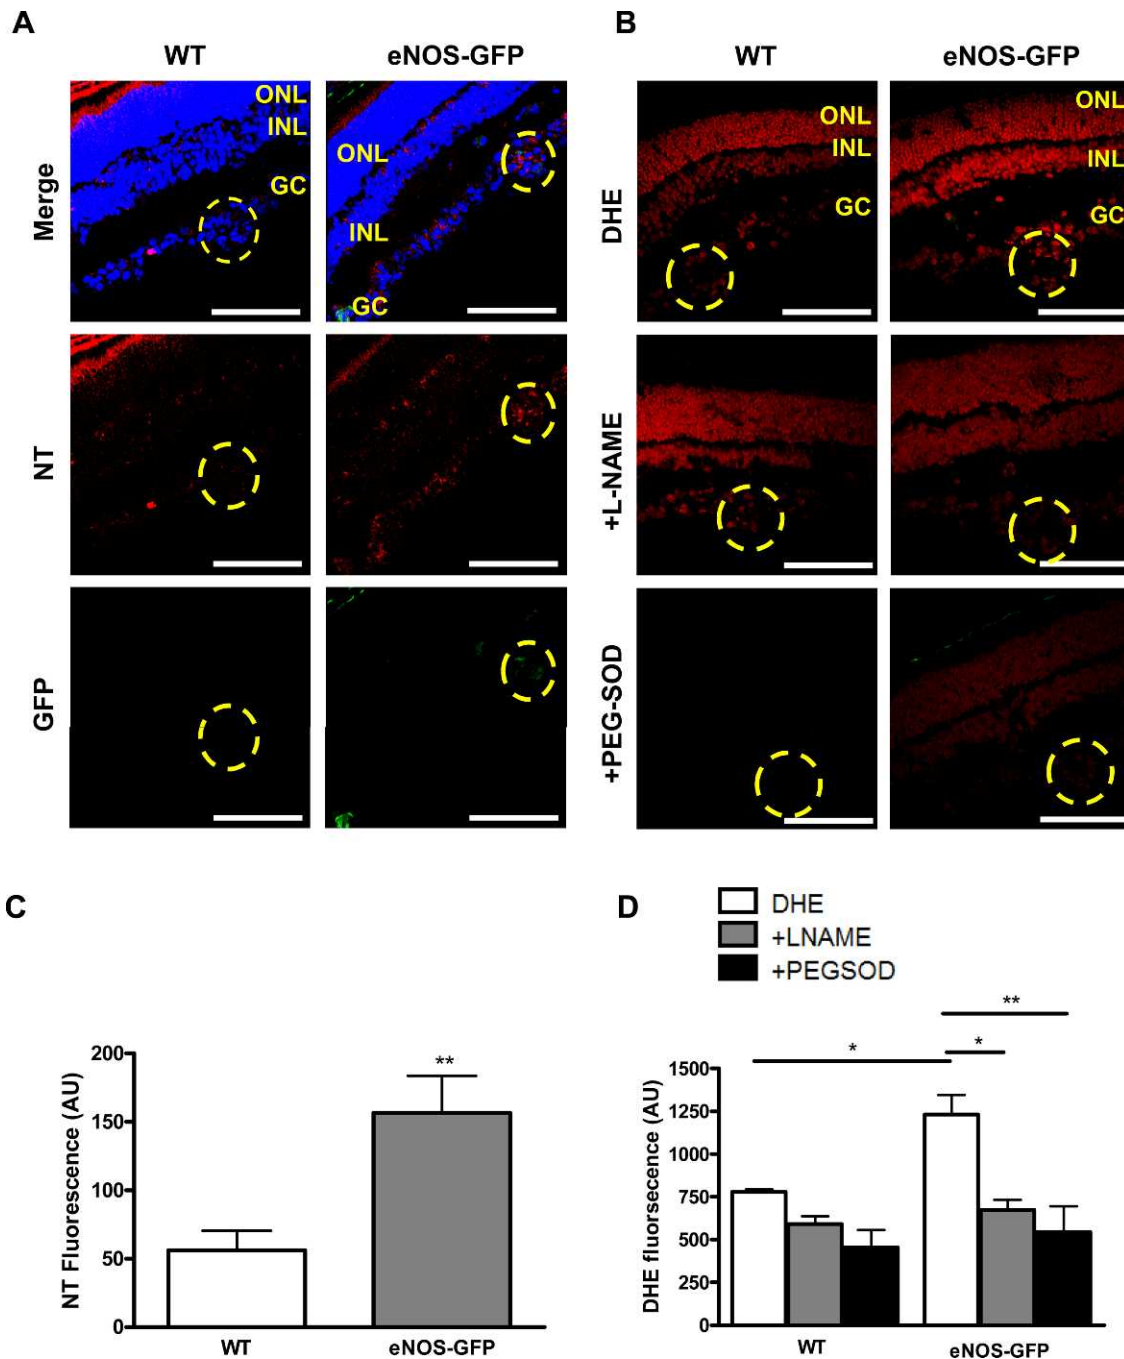 A
WT
eNOS-GFP
Merge
ONL
INL
GC
ONL
INL
GC
NT
GFP
B
WT
eNOS-GFP
DHE
ONL
INL
GC
ONL
INL
GC
+L-NAME
+PEG-SOD
C
NT Fluorescence (AU)
200
150
100
50
0
**
WT
eNOS-GFP
D
DHE
+LNAME
+PEGSOD
**
*
*
DHE fluorsecence (AU)
1500
1250
1000
750
500
250
0
WT
eNOS-GFP